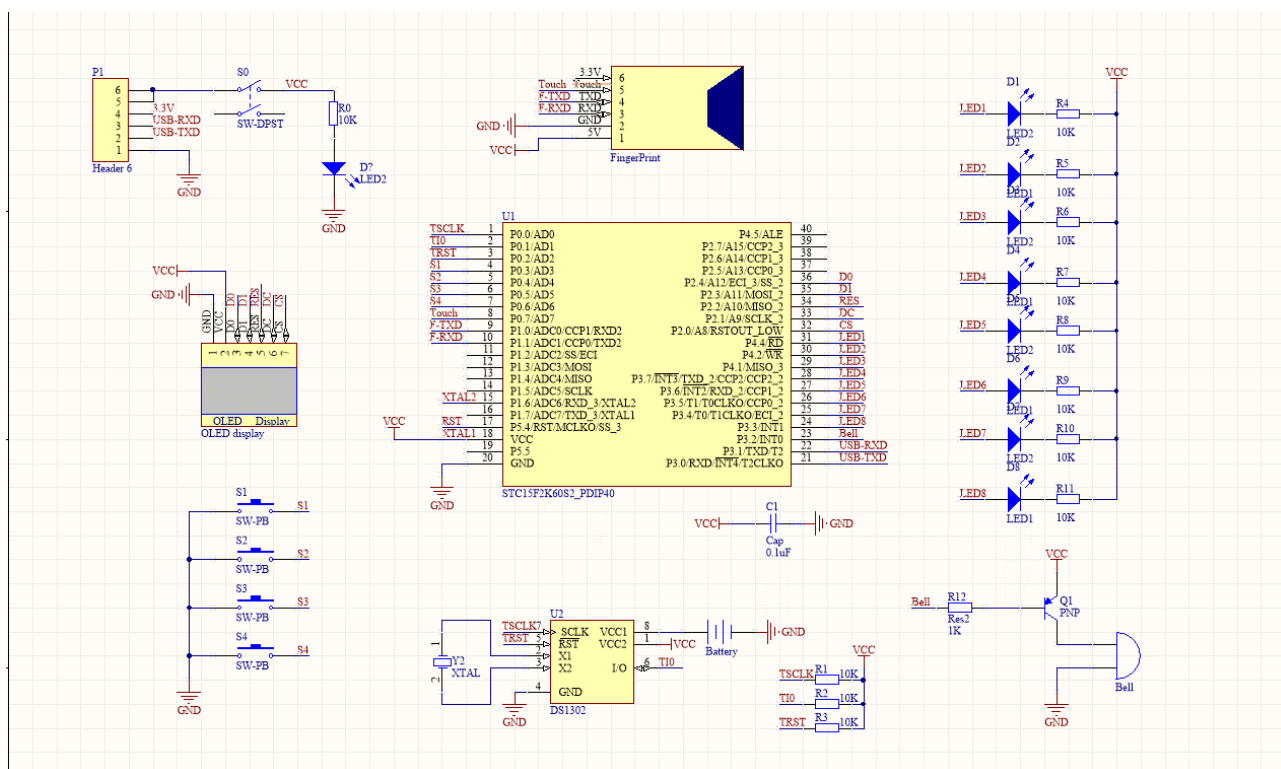 P1
6
5
4 3.3V
3 USB-RXD
2 USB-TXD
1
Header 6
GND
S0
SW-DPST
VCC
R0
10K
D?
LED2
GND
3.3V 6
Touch Touch 5
F-TXD TXD 4
F-RXD RXD 3
GND GND 2
VCC 5V 1
FingerPrint
VCC
D1
LED1 R4
LED2 10K
D2
LED2 R5
LED1 10K
D3
LED3 R6
LED2 10K
D4
LED4 R7
LED1 10K
D5
LED5 R8
LED2 10K
D6
LED6 R9
LED1 10K
D7
LED7 R10
LED2 10K
D8
LED8 R11
LED1 10K
U1
TSCLK 1 P0.0/AD0
TI0 2 P0.1/AD1
TRST 3 P0.2/AD2
S1 4 P0.3/AD3
S2 5 P0.4/AD4
S3 6 P0.5/AD5
S4 7 P0.6/AD6
Touch 8 P0.7/AD7
F-TXD 9 P1.0/ADC0/CCP1/RXD2
F-RXD 10 P1.1/ADC1/CCP0/TXD2
11 P1.2/ADC2/SS/ECI
12 P1.3/ADC3/MOSI
13 P1.4/ADC4/MISO
14 P1.5/ADC5/SCLK
XTAL2 15 P1.6/ADC6/RXD_3/XTAL2
16 P1.7/ADC7/TXD_3/XTAL1
RST 17 P5.4/RST/MCLKO/SS_3
VCC XTAL1 18 VCC
19 P5.5
20 GND
GND
P4.5/ALE 40
P2.7/A15/CCP2_3 39
P2.6/A14/CCP1_3 38
P2.5/A13/CCP0_3 37
P2.4/A12/ECI_3/SS_2 36 D0
P2.3/A11/MOSI_2 35 D1
P2.2/A10/MISO_2 34 RES
P2.1/A9/SCLK_2 33 DC
P2.0/A8/RSTOUT_LOW 32 CS
P4.4/RD 31 LED1
P4.2/WR 30 LED2
P4.1/MISO_3 29 LED3
P3.7/INT3/TXD_2/CCP2/CCP2_2 28 LED4
P3.6/INT2/RXD_2/CCP1_2 27 LED5
P3.5/T1/T0CLKO/CCP0_2 26 LED6
P3.4/T0/T1CLKO/ECI_2 25 LED7
P3.3/INT1 24 LED8
P3.2/INT0 23 Bell
P3.1/TXD/T2 22 USB-RXD
P3.0/RXD/INT4/T2CLKO 21 USB-TXD
STC15F2K60S2_PDIP40
VCC
GND
D0 D1 RES DC CS
GND VCC D0 D1 RES DC CS
1 2 3 4 5 6 7
OLED Display
OLED display
S1
S1
SW-PB
S2
S2
SW-PB
S3
S3
SW-PB
S4
S4
SW-PB
GND
C1
VCC GND
Cap
0.1uF
U2
TSCLK 7 SCLK
TRST 5 RST
2 X1
3 X2
4 GND
VCC1 8
VCC2 1 VCC
I/O 6 TI0
DS1302
1
Y2
XTAL
2
GND
Battery
GND
VCC
TSCLK R1 10K
TI0 R2 10K
TRST R3 10K
VCC
Bell R12
Res2
1K
Q1
PNP
Bell
GND